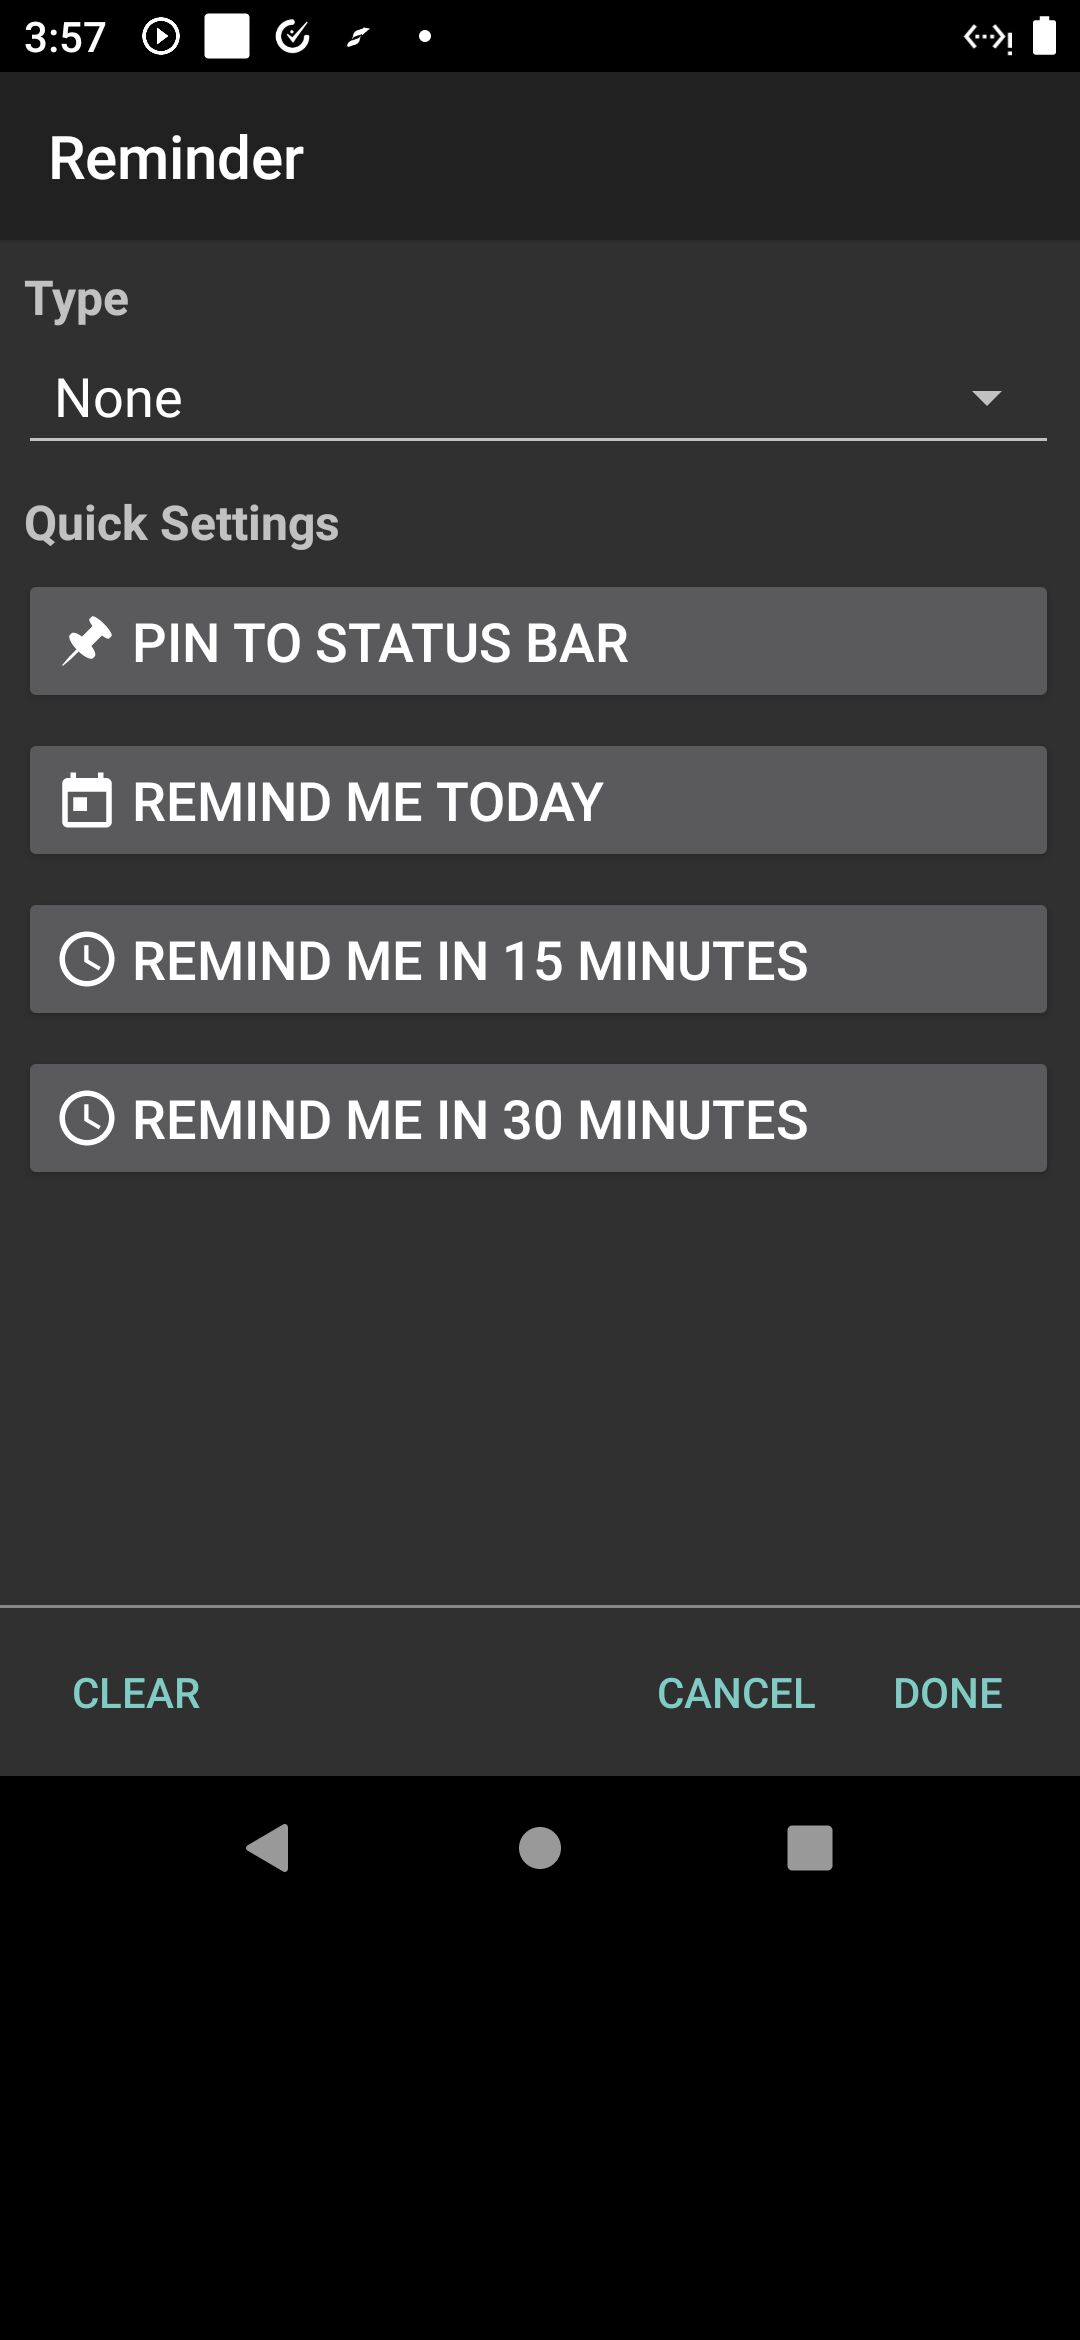 3:57
Reminder
Type
None
Quick Settings
PIN TO STATUS BAR
REMIND ME TODAY
REMIND ME IN 15 MINUTES
REMIND ME IN 30 MINUTES
CLEAR CANCEL DONE